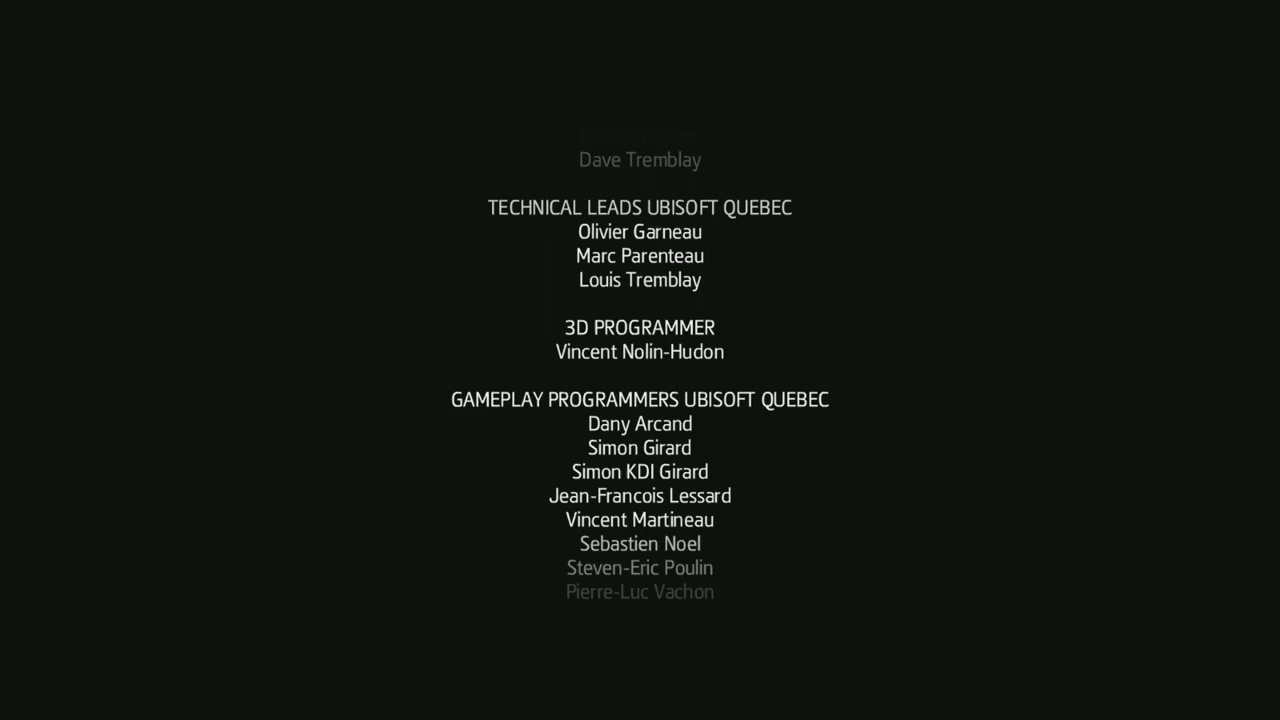 Dave Tremblay
TECHNICAL LEADS UBISOFT QUEBEC
Olivier Garneau
Marc Parenteau
Louis Tremblay
3D PROGRAMMER
Vincent Nolin-Hudon
GAMEPLAY PROGRAMMERS UBISOFT QUEBEC
Dany Arcand
Simon Girard
Simon KDI Girard
Jean-Francois Lessard
Vincent Martineau
Sebastien Noel
Steven-Eric Poulin
Pierre-Luc Vachon